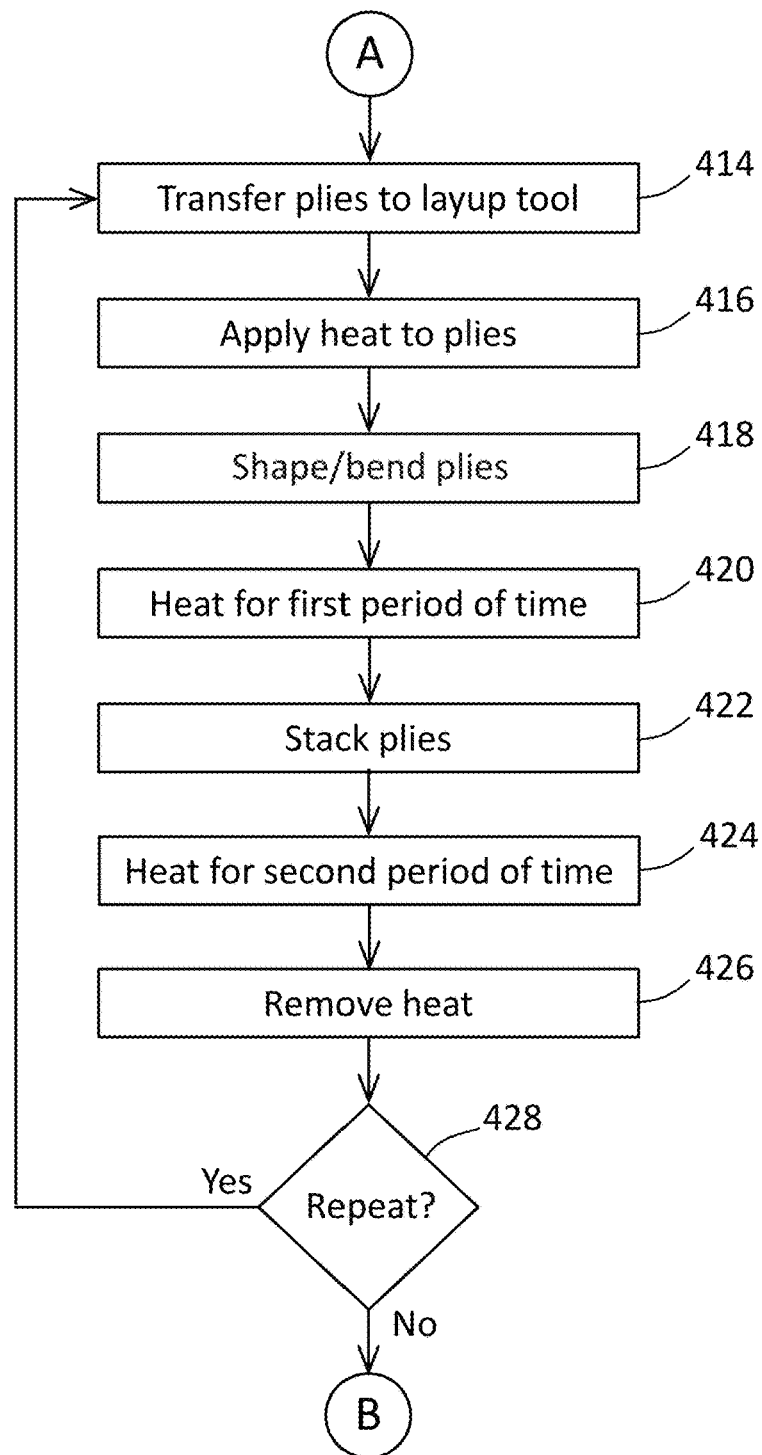 A
Transfer plies to layup tool
414
Apply heat to plies
416
Shape/bend plies
418
Heat for first period of time
420
Stack plies
422
Heat for second period of time
424
Remove heat
426
428
Yes
Repeat?
No
B